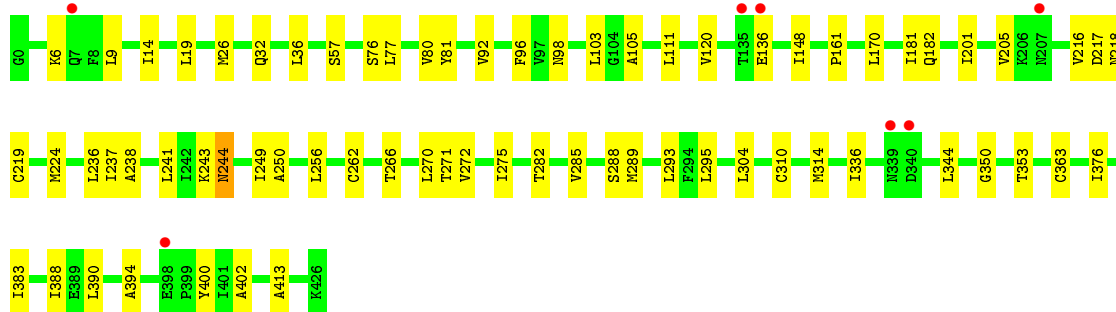 G0 K6 Q7 F8 L9 I14 L19 M26 Q32 L36 S57 S76 L77 V80 Y81 V92 F96 V97 N98 L103 G104 A105 L111 V120 T135 E136 I148 P161 L170 I181 Q182 I201 V205 K206 N207 V216 D217 N218
C219 M224 L236 I237 A238 L241 I242 K243 N244 I249 A250 L256 C262 T266 L270 T271 V272 I275 T282 V285 S288 M289 L293 F294 L295 L304 C310 M314 I336 N339 D340 L344 G350 T353 C363 I376
I383 I388 E389 L390 A394 E398 P399 Y400 I401 A402 A413 K426